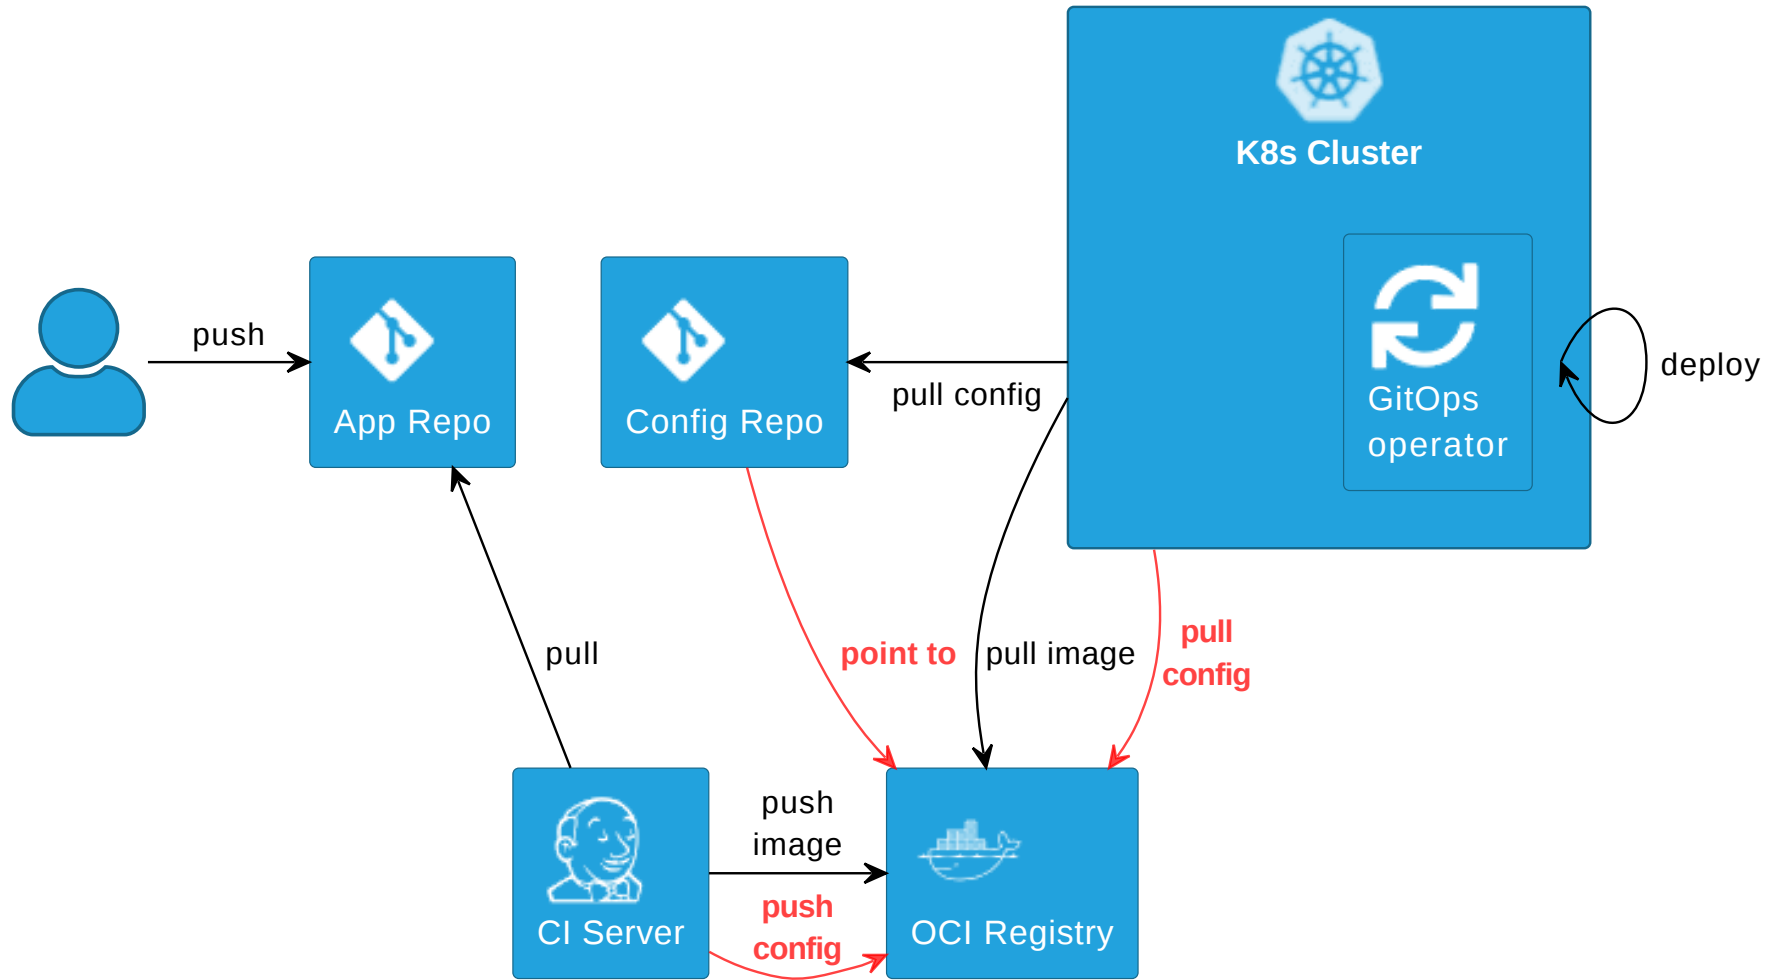 K8s Cluster
push
App Repo
Config Repo
pull config
GitOps
operator
deploy
pull
point to
pull image
pull
config
push
image
push
config
CI Server
OCI Registry